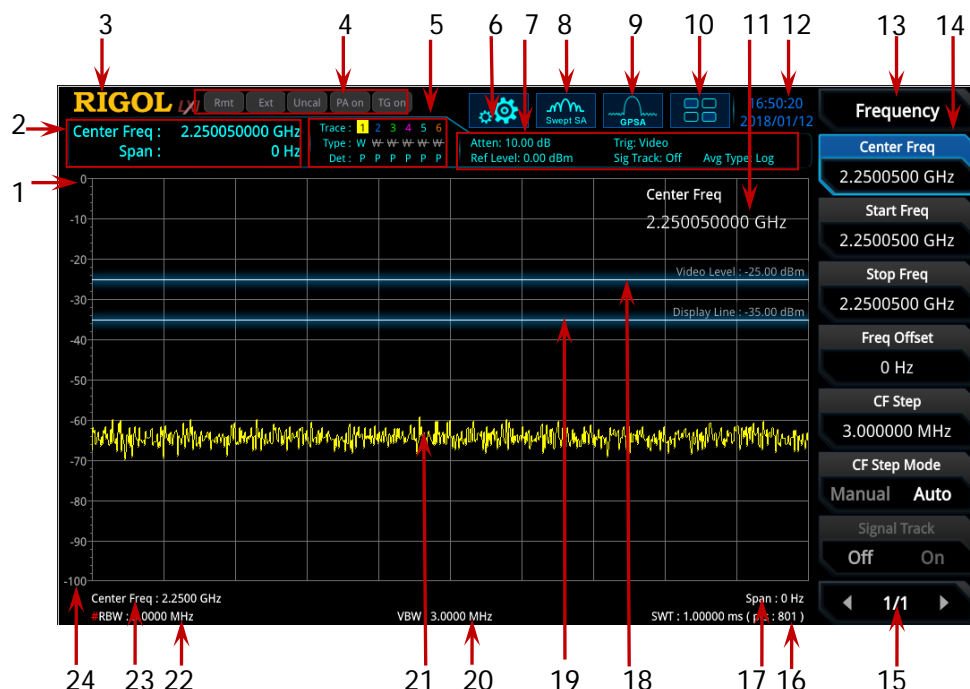 3 4 5 6 7 8 9 10 11 12 13 14
RIGOL LXI Rmt Ext Uncal PA on TG on
Swept SA
GPSA
16:50:20
2018/01/12
Frequency
2
Center Freq : 2.250050000 GHz
Span : 0 Hz
Trace : 1 2 3 4 5 6
Type : W W W W W W
Det : P P P P P P
Atten: 10.00 dB Trig: Video
Ref Level: 0.00 dBm Sig Track: Off Avg Type: Log
1
0
-10
-20
-30
-40
-50
-60
-70
-80
-90
-100
Center Freq
2.250050000 GHz
Video Level : -25.00 dBm
Display Line : -35.00 dBm
Center Freq : 2.2500 GHz Span : 0 Hz
#RBW : .0000 MHz VBW : 3.0000 MHz SWT : 1.00000 ms ( pts : 801 )
Center Freq
2.2500500 GHz
Start Freq
2.2500500 GHz
Stop Freq
2.2500500 GHz
Freq Offset
0 Hz
CF Step
3.000000 MHz
CF Step Mode
Manual Auto
Signal Track
Off On
1/1
24 23 22 21 20 19 18 17 16 15